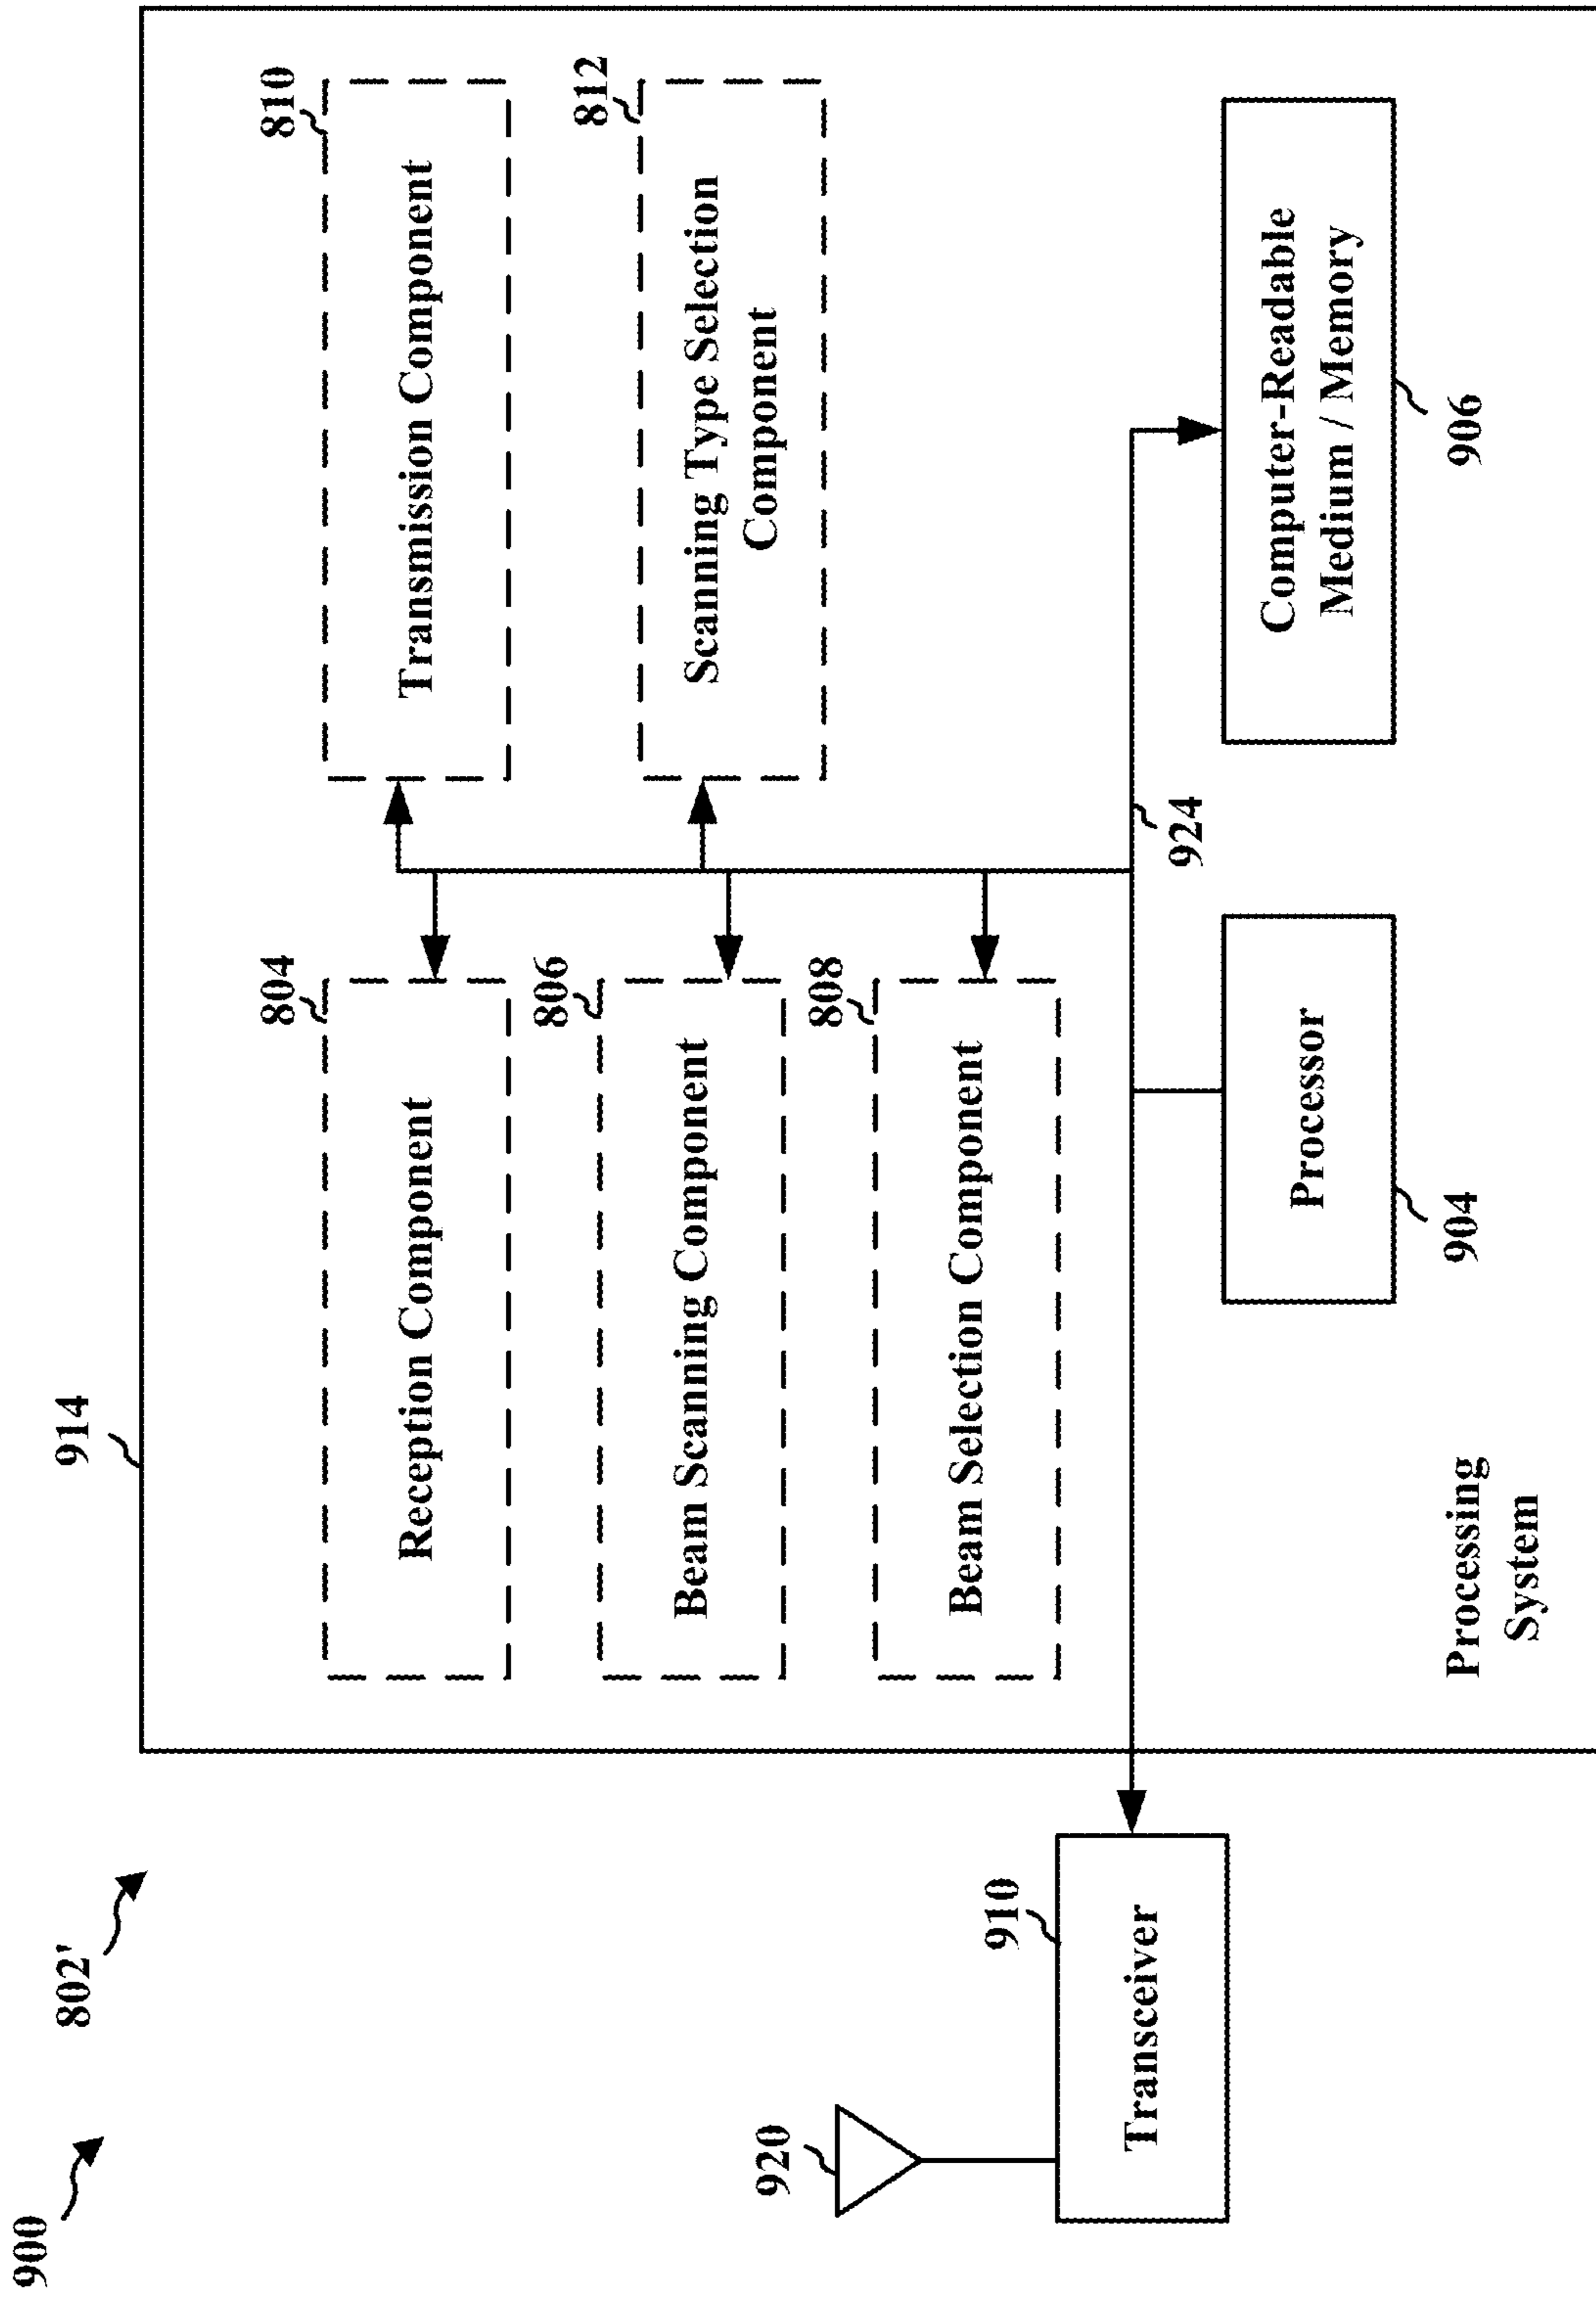 900
802'
914
804
Reception Component
810
Transmission Component
806
Beam Scanning Component
812
Scanning Type Selection
Component
808
Beam Selection Component
920
910
Transceiver
924
Processor
904
Computer-Readable
Medium / Memory
906
Processing
System